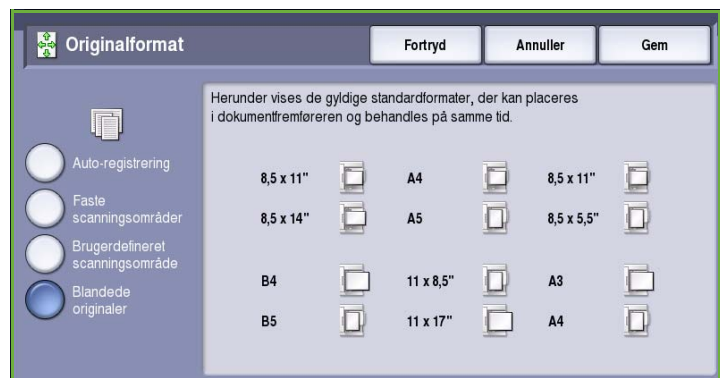 Originalformat
Fortryd
Annuller
Gem
Herunder vises de gyldige standardformater, der kan placeres
i dokumentfremføreren og behandles på samme tid.
Auto-registrering
Faste
scanningsområder
Brugerdefineret
scanningsområde
Blandede
originaler
8,5 x 11" A4 8,5 x 11"
8,5 x 14" A5 8,5 x 5,5"
B4 11 x 8,5" A3
B5 11 x 17" A4